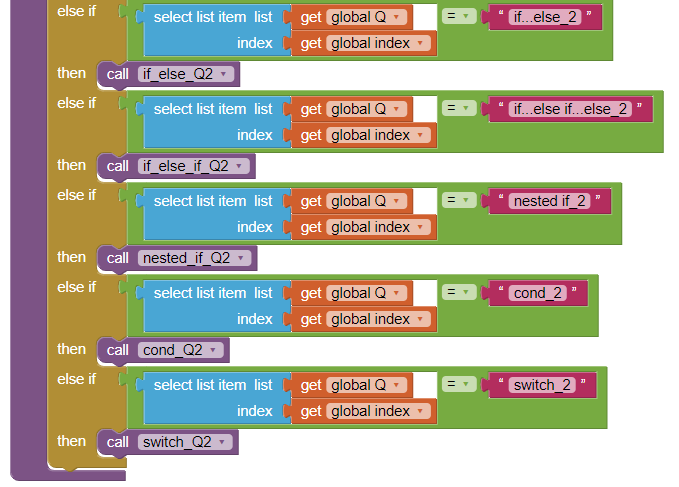 else if select list item list get global Q = “ if...else_2 ”
index get global index
then call if_else_Q2
else if select list item list get global Q = “ if...else if...else_2 ”
index get global index
then call if_else_if_Q2
else if select list item list get global Q = “ nested if_2 ”
index get global index
then call nested_if_Q2
else if select list item list get global Q = “ cond_2 ”
index get global index
then call cond_Q2
else if select list item list get global Q = “ switch_2 ”
index get global index
then call switch_Q2